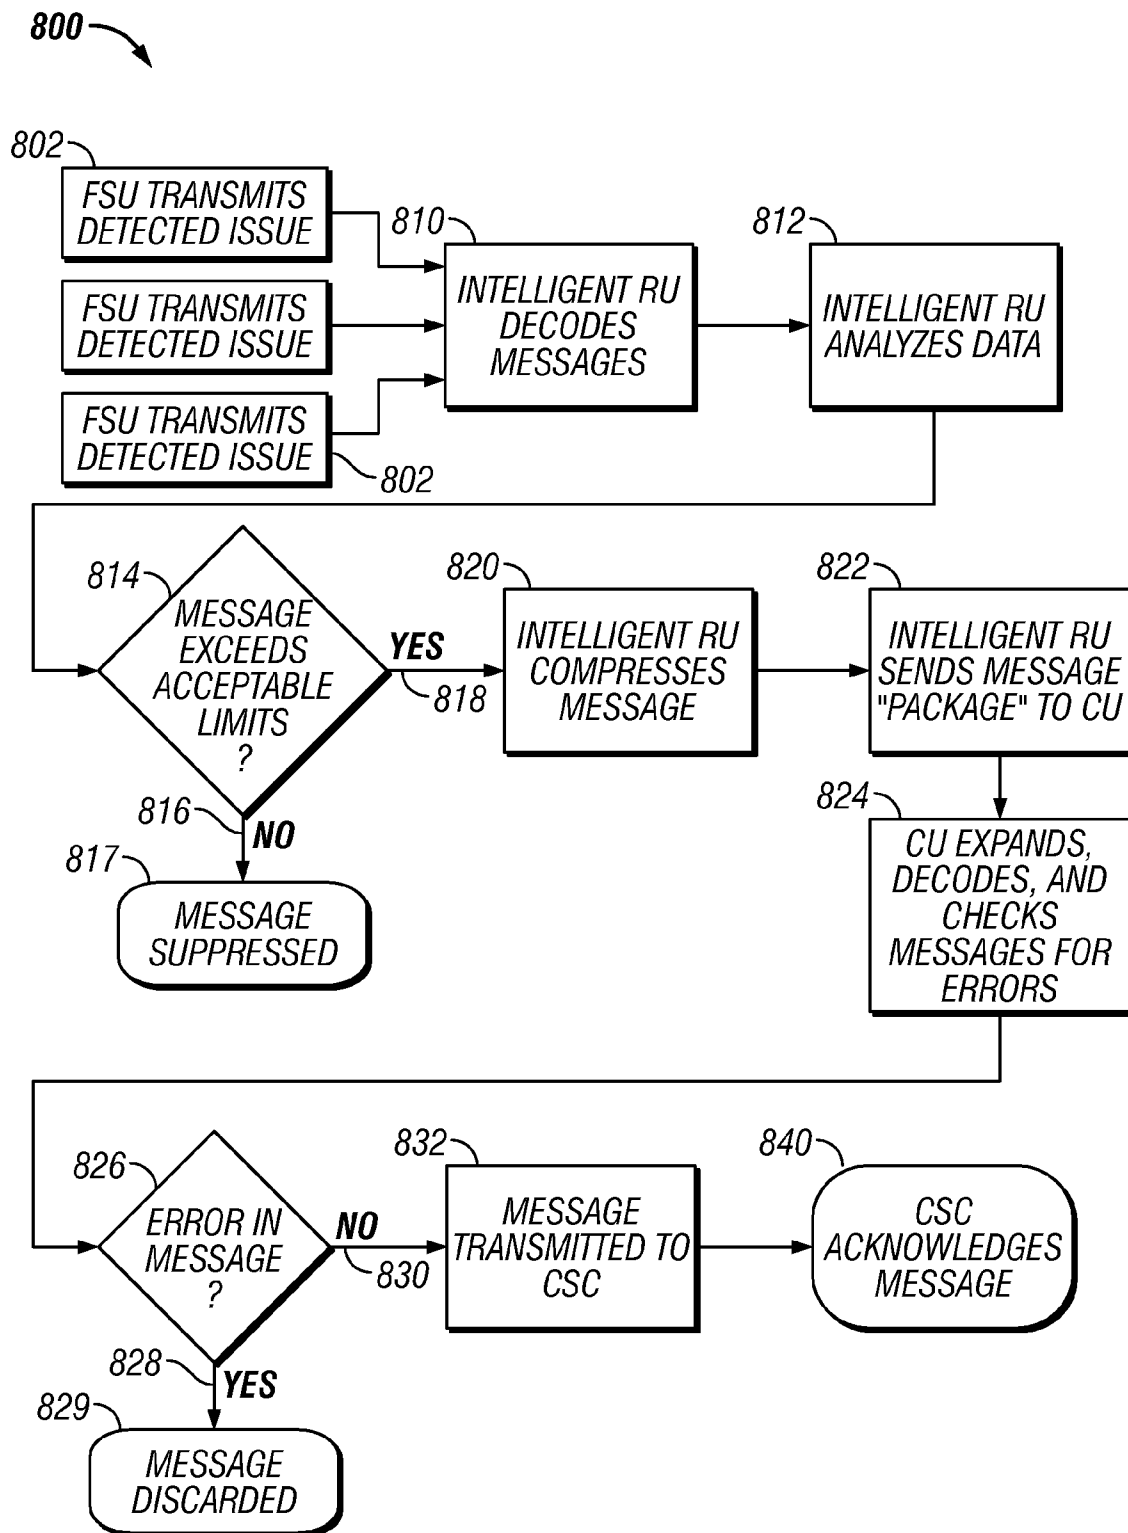 800
802
FSU TRANSMITS
DETECTED ISSUE
FSU TRANSMITS
DETECTED ISSUE
FSU TRANSMITS
DETECTED ISSUE
802
810
INTELLIGENT RU
DECODES
MESSAGES
812
INTELLIGENT RU
ANALYZES DATA
814
MESSAGE
EXCEEDS
ACCEPTABLE
LIMITS
?
YES
818
816
NO
817
MESSAGE
SUPPRESSED
820
INTELLIGENT RU
COMPRESSES
MESSAGE
822
INTELLIGENT RU
SENDS MESSAGE
"PACKAGE" TO CU
824
CU EXPANDS,
DECODES, AND
CHECKS
MESSAGES FOR
ERRORS
826
ERROR IN
MESSAGE
?
NO
830
828
YES
829
MESSAGE
DISCARDED
832
MESSAGE
TRANSMITTED TO
CSC
840
CSC
ACKNOWLEDGES
MESSAGE